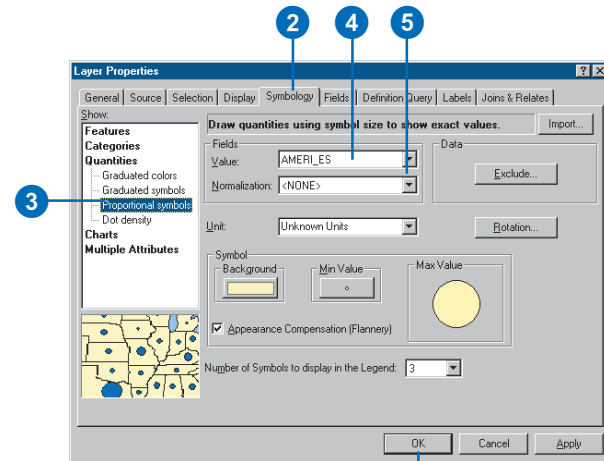 2 4 5
Layer Properties
General Source Selection Display Symbology Fields Definition Query Labels Joins & Relates
Show:
Features
Categories
Quantities
Graduated colors
Graduated symbols
3 Proportional symbols
Dot density
Charts
Multiple Attributes
Draw quantities using symbol size to show exact values.
Import...
Fields
Value: AMERI_ES
Normalization: <NONE>
Data
Exclude...
Unit: Unknown Units
Rotation...
Symbol
Background
Min Value
Max Value
Appearance Compensation (Flannery)
Number of Symbols to display in the Legend: 3
OK Cancel Apply